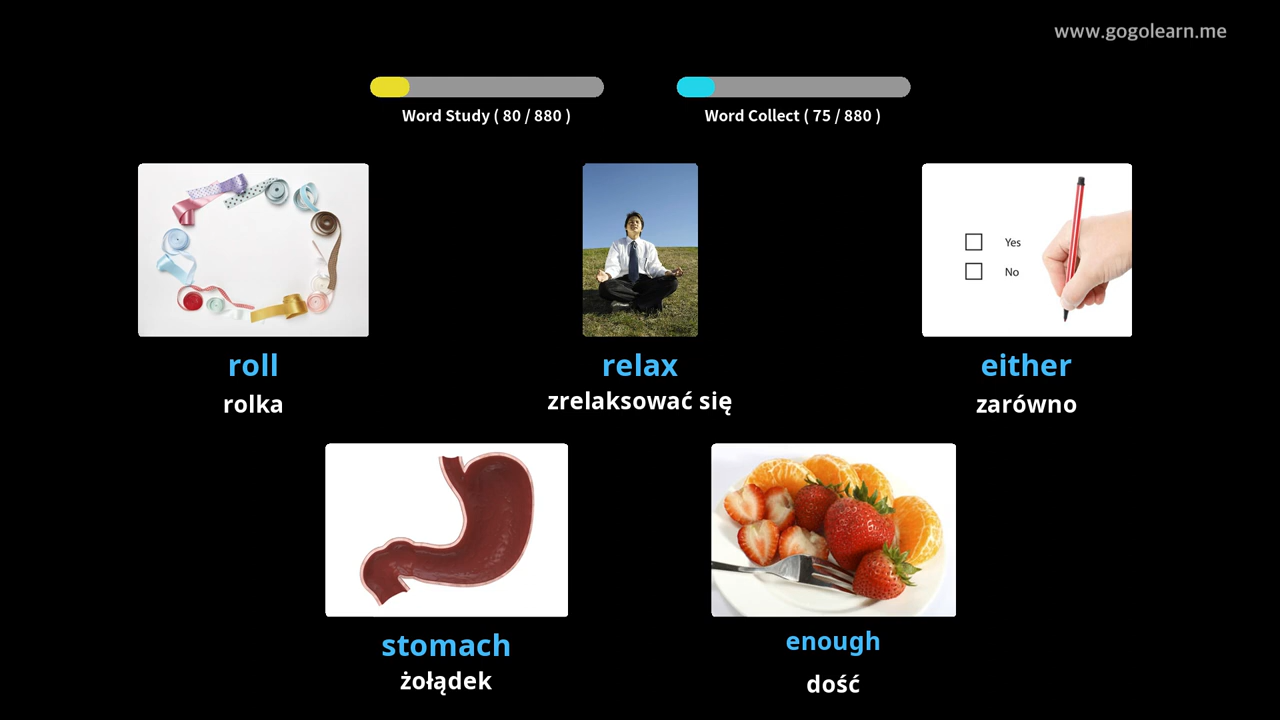 www.gogolearn.me
Word Study ( 80 / 880 )
Word Collect ( 75 / 880 )
Yes
No
roll
rolka
relax
zrelaksować się
either
zarówno
stomach
żołądek
enough
dość